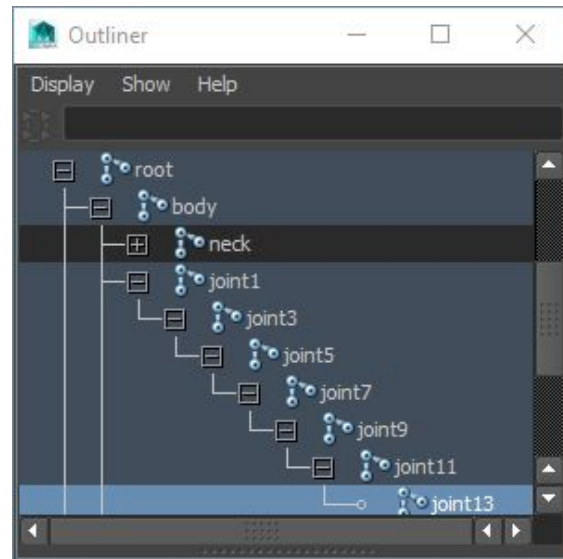 Outliner
Display Show Help
root
body
neck
joint1
joint3
joint5
joint7
joint9
joint11
joint13